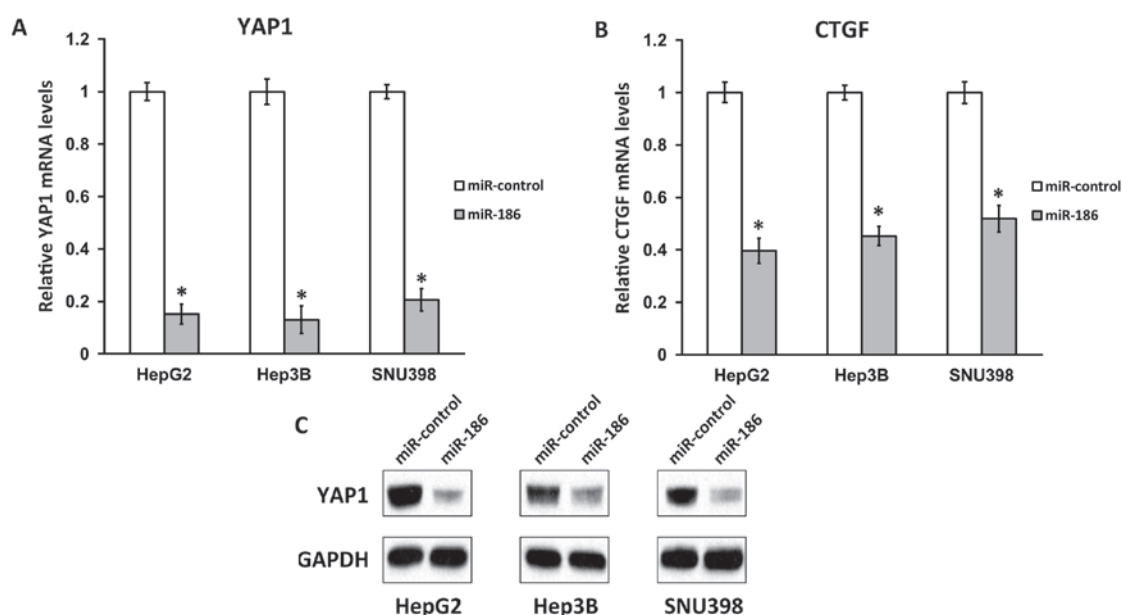 A
YAP1
Relative YAP1 mRNA levels
1.2
1
0.8
0.6
0.4
0.2
0
*
*
*
HepG2
Hep3B
SNU398
miR-control
miR-186
B
CTGF
Relative CTGF mRNA levels
1.2
1
0.8
0.6
0.4
0.2
0
*
*
*
HepG2
Hep3B
SNU398
miR-control
miR-186
C
miR-control
miR-186
miR-control
miR-186
miR-control
miR-186
YAP1
GAPDH
HepG2
Hep3B
SNU398